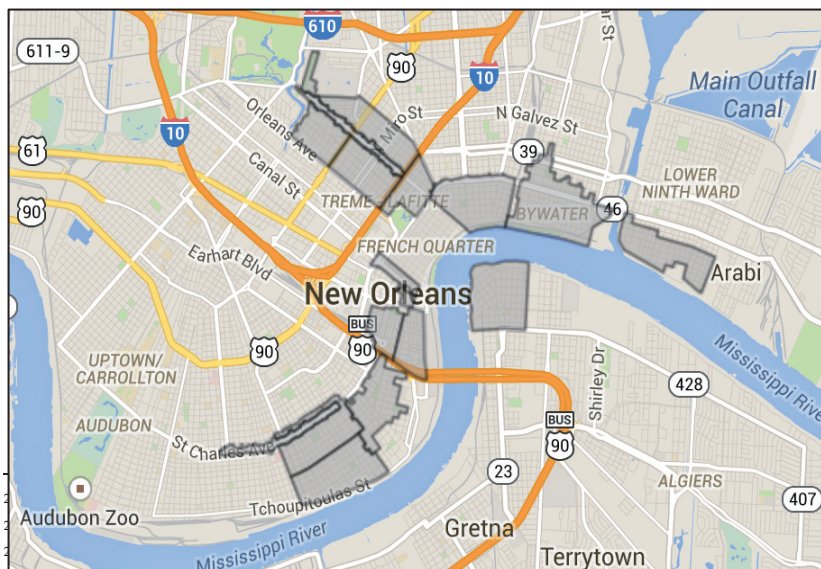 610
611-9
90
10
Orleans Ave
Miro St
N Galvez St
Main Outfall
Canal
10
61
Canal St
39
LOWER
NINTH WARD
90
TREME - LAFITTE
BYWATER
46
FRENCH QUARTER
Earhart Blvd
Arabi
New Orleans
BUS
90
90
UPTOWN/
CARROLLTON
Mississippi River
Shirley Dr
428
AUDUBON
St Charles Ave
BUS
90
23
ALGIERS
Tchoupitoulas St
407
Audubon Zoo
Mississippi River
Gretna
Terrytown